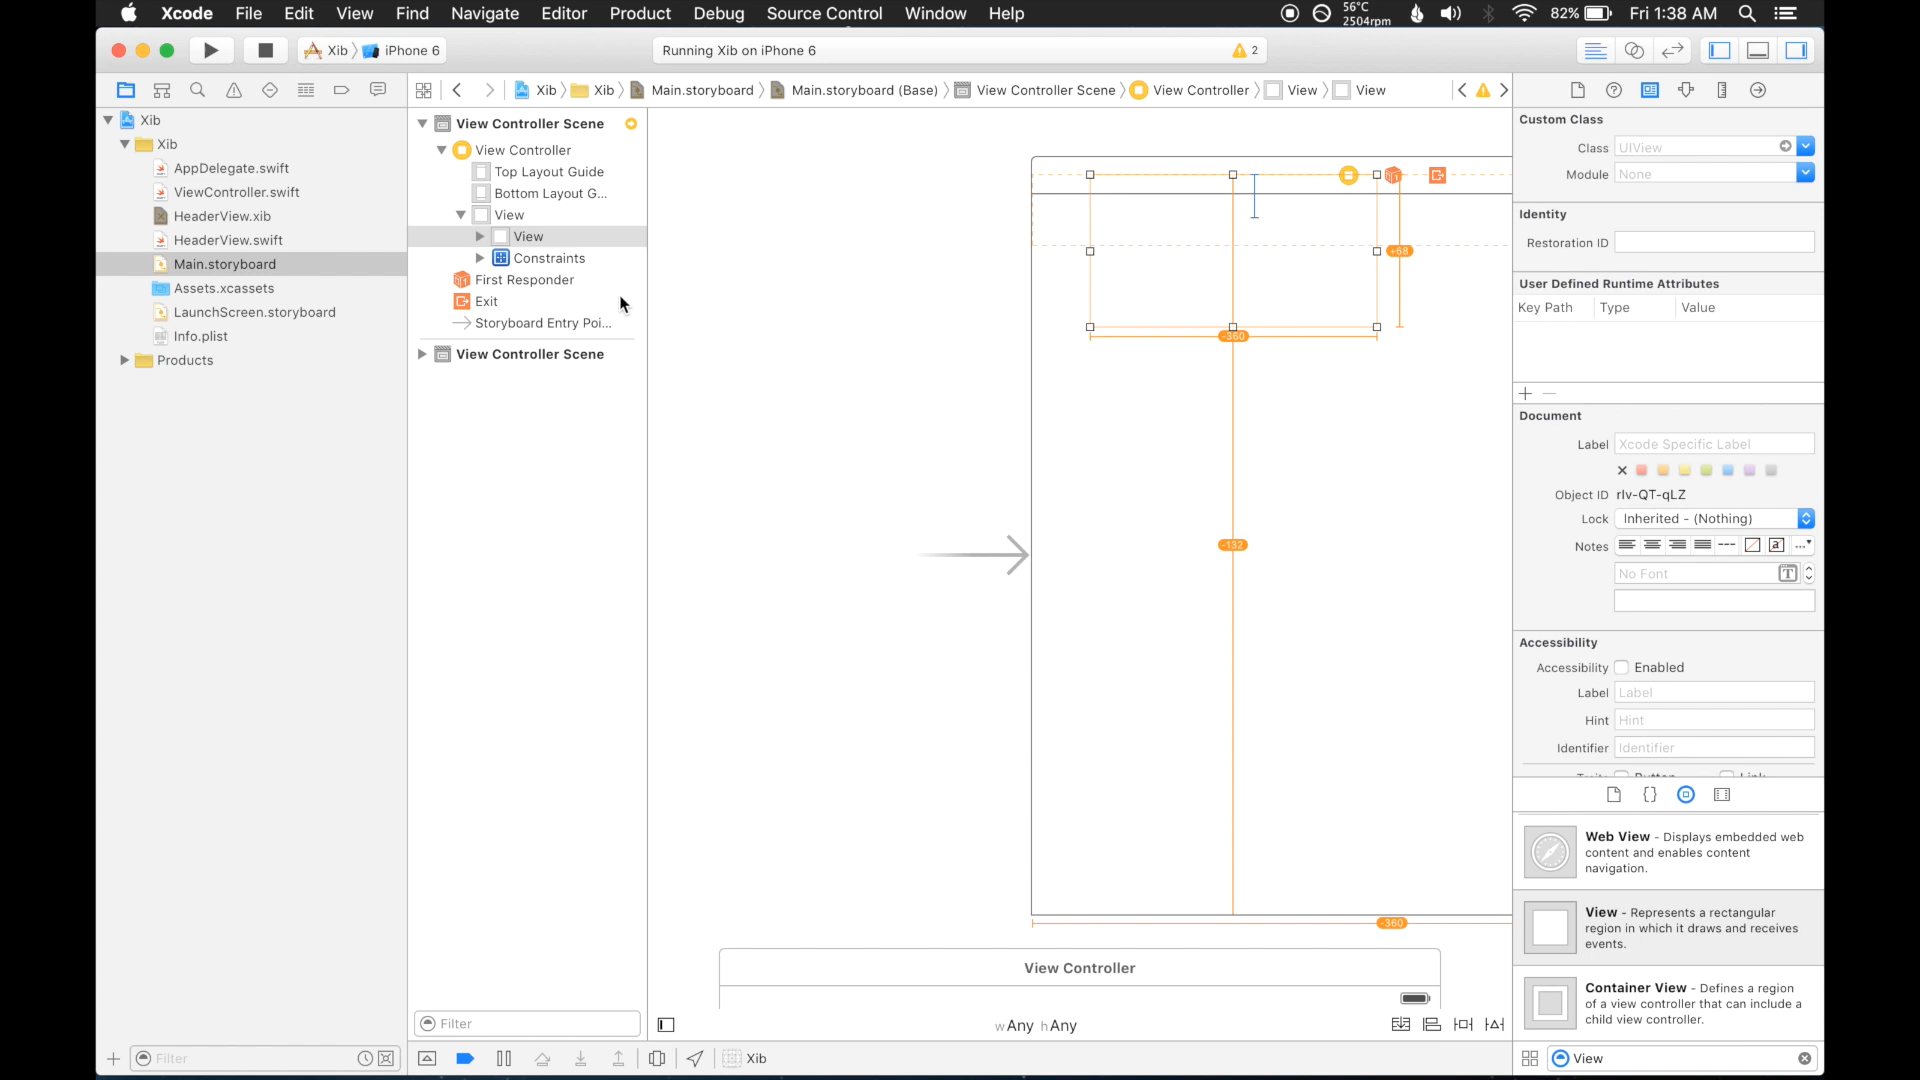 Xcode File Edit View Find Navigate Editor Product Debug Source Control Window Help 56°C 2504rpm 82% Fri 1:38 AM
Xib iPhone 6 Running Xib on iPhone 6 2
Xib Xib Main.storyboard Main.storyboard (Base) View Controller Scene View Controller View View
Xib
Xib
AppDelegate.swift
ViewController.swift
HeaderView.xib
HeaderView.swift
Main.storyboard
Assets.xcassets
LaunchScreen.storyboard
Info.plist
Products
Filter
View Controller Scene
View Controller
Top Layout Guide
Bottom Layout G...
View
View
Constraints
First Responder
Exit
Storyboard Entry Poi...
View Controller Scene
Filter
+68
-360
-132
-360
View Controller
wAny hAny
Xib
Custom Class
Class UIView
Module None
Identity
Restoration ID
User Defined Runtime Attributes
Key Path Type Value
Document
Label Xcode Specific Label
Object ID rIv-QT-qLZ
Lock Inherited - (Nothing)
Notes
No Font
Accessibility
Accessibility Enabled
Label Label
Hint Hint
Identifier Identifier
Web View - Displays embedded web
content and enables content
navigation.
View - Represents a rectangular
region in which it draws and receives
events.
Container View - Defines a region
of a view controller that can include a
child view controller.
View